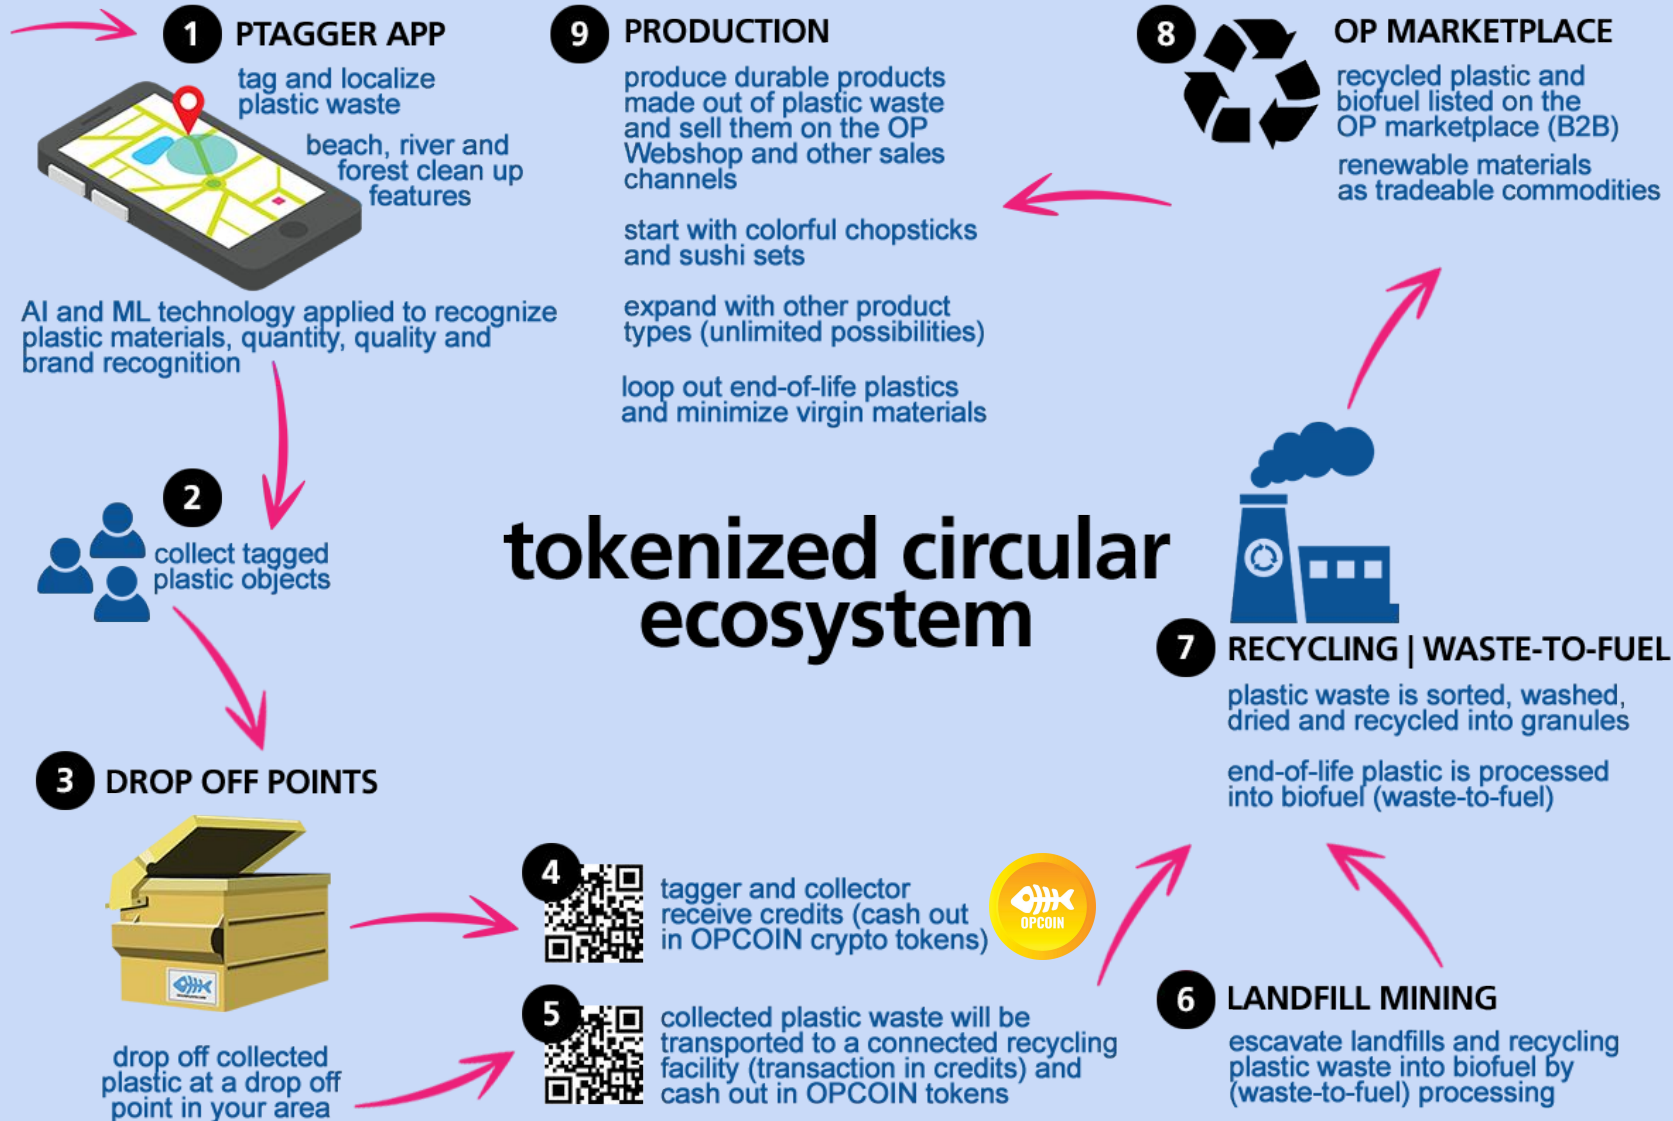 1 PTAGGER APP
tag and localize
plastic waste
beach, river and
forest clean up
features
AI and ML technology applied to recognize
plastic materials, quantity, quality and
brand recognition
2
collect tagged
plastic objects
3 DROP OFF POINTS
drop off collected
plastic at a drop off
point in your area
4
tagger and collector
receive credits (cash out
in OPCOIN crypto tokens)
OPCOIN
5
collected plastic waste will be
transported to a connected recycling
facility (transaction in credits) and
cash out in OPCOIN tokens
6 LANDFILL MINING
escavate landfills and recycling
plastic waste into biofuel by
(waste-to-fuel) processing
7 RECYCLING | WASTE-TO-FUEL
plastic waste is sorted, washed,
dried and recycled into granules
end-of-life plastic is processed
into biofuel (waste-to-fuel)
8 OP MARKETPLACE
recycled plastic and
biofuel listed on the
OP marketplace (B2B)
renewable materials
as tradeable commodities
9 PRODUCTION
produce durable products
made out of plastic waste
and sell them on the OP
Webshop and other sales
channels
start with colorful chopsticks
and sushi sets
expand with other product
types (unlimited possibilities)
loop out end-of-life plastics
and minimize virgin materials
tokenized circular
ecosystem